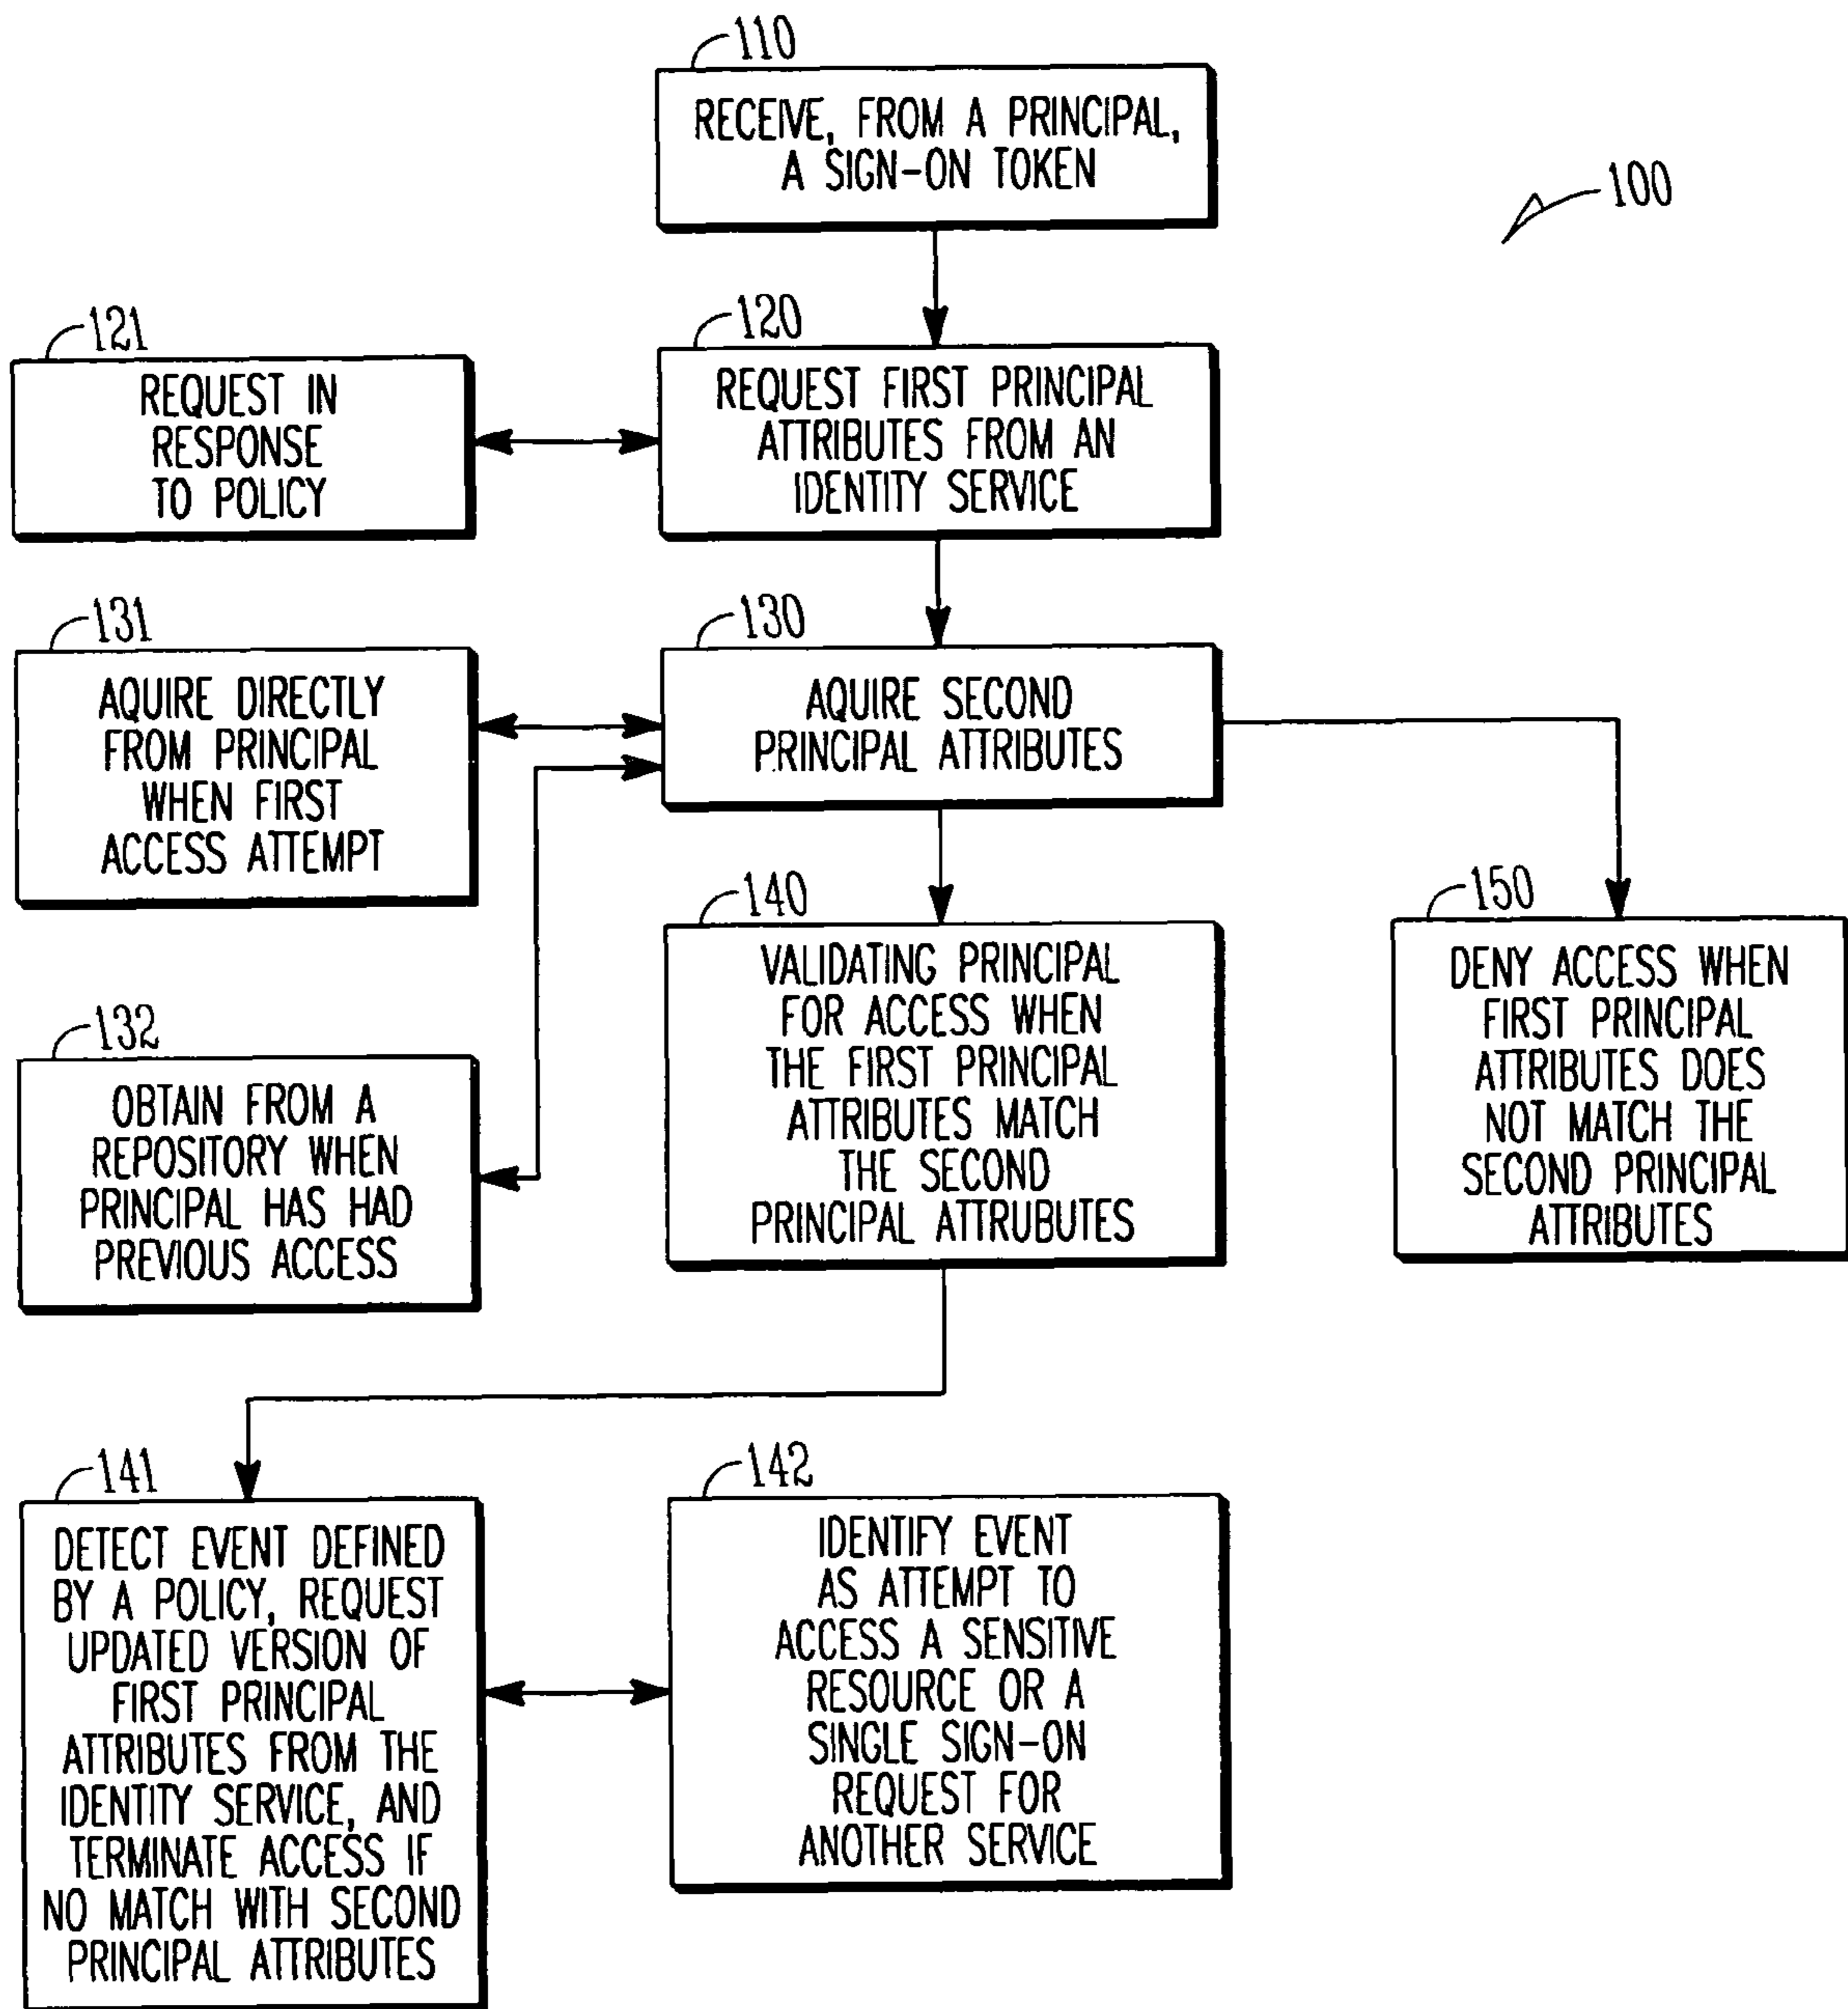 110
RECEIVE, FROM A PRINCIPAL,
A SIGN-ON TOKEN
100
121
REQUEST IN
RESPONSE
TO POLICY
120
REQUEST FIRST PRINCIPAL
ATTRIBUTES FROM AN
IDENTITY SERVICE
131
AQUIRE DIRECTLY
FROM PRINCIPAL
WHEN FIRST
ACCESS ATTEMPT
130
AQUIRE SECOND
PRINCIPAL ATTRIBUTES
132
OBTAIN FROM A
REPOSITORY WHEN
PRINCIPAL HAS HAD
PREVIOUS ACCESS
140
VALIDATING PRINCIPAL
FOR ACCESS WHEN
THE FIRST PRINCIPAL
ATTRIBUTES MATCH
THE SECOND
PRINCIPAL ATTRUBUTES
150
DENY ACCESS WHEN
FIRST PRINCIPAL
ATTRIBUTES DOES
NOT MATCH THE
SECOND PRINCIPAL
ATTRIBUTES
141
DETECT EVENT DEFINED
BY A POLICY, REQUEST
UPDATED VERSION OF
FIRST PRINCIPAL
ATTRIBUTES FROM THE
IDENTITY SERVICE, AND
TERMINATE ACCESS IF
NO MATCH WITH SECOND
PRINCIPAL ATTRIBUTES
142
IDENTIFY EVENT
AS ATTEMPT TO
ACCESS A SENSITIVE
RESOURCE OR A
SINGLE SIGN-ON
REQUEST FOR
ANOTHER SERVICE